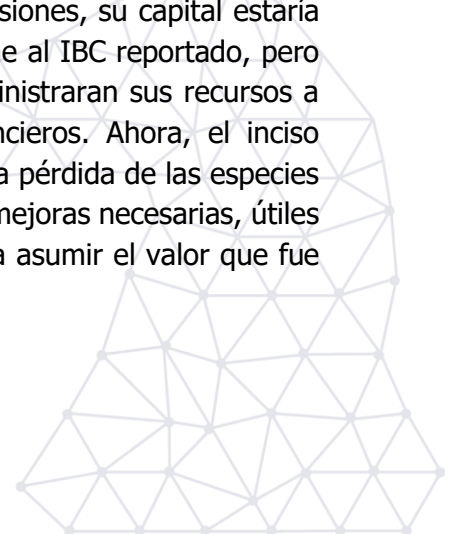 siones, su capital estaría
e al IBC reportado, pero
inistraran sus recursos a
ncieros. Ahora, el inciso
a pérdida de las especies
mejoras necesarias, útiles
a asumir el valor que fue